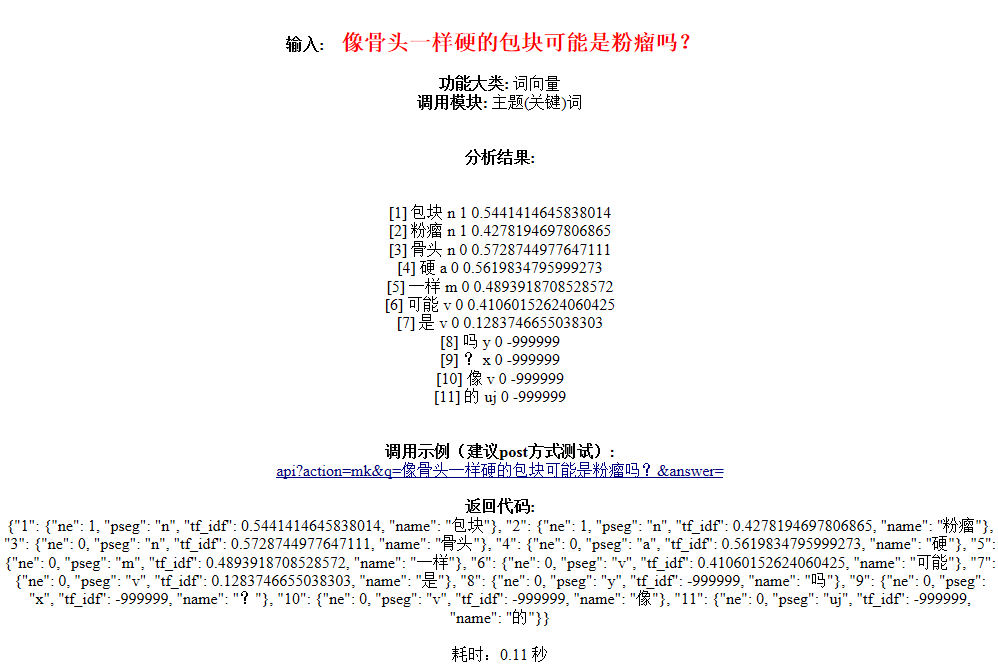 输入: 像骨头一样硬的包块可能是粉瘤吗？
功能大类: 词向量
调用模块: 主题(关键)词
分析结果:
[1] 包块 n 1 0.5441414645838014
[2] 粉瘤 n 1 0.4278194697806865
[3] 骨头 n 0 0.5728744977647111
[4] 硬 a 0 0.5619834795999273
[5] 一样 m 0 0.4893918708528572
[6] 可能 v 0 0.41060152624060425
[7] 是 v 0 0.1283746655038303
[8] 吗 y 0 -999999
[9] ？ x 0 -999999
[10] 像 v 0 -999999
[11] 的 uj 0 -999999
调用示例（建议post方式测试）:
api?action=mk&q=像骨头一样硬的包块可能是粉瘤吗？&answer=
返回代码:
{"1": {"ne": 1, "pseg": "n", "tf_idf": 0.5441414645838014, "name": "包块"}, "2": {"ne": 1, "pseg": "n", "tf_idf": 0.4278194697806865, "name": "粉瘤"},
"3": {"ne": 0, "pseg": "n", "tf_idf": 0.5728744977647111, "name": "骨头"}, "4": {"ne": 0, "pseg": "a", "tf_idf": 0.5619834795999273, "name": "硬"}, "5":
{"ne": 0, "pseg": "m", "tf_idf": 0.4893918708528572, "name": "一样"}, "6": {"ne": 0, "pseg": "v", "tf_idf": 0.41060152624060425, "name": "可能"}, "7":
{"ne": 0, "pseg": "v", "tf_idf": 0.1283746655038303, "name": "是"}, "8": {"ne": 0, "pseg": "y", "tf_idf": -999999, "name": "吗"}, "9": {"ne": 0, "pseg":
"x", "tf_idf": -999999, "name": "？"}, "10": {"ne": 0, "pseg": "v", "tf_idf": -999999, "name": "像"}, "11": {"ne": 0, "pseg": "uj", "tf_idf": -999999,
"name": "的"}}
耗时：0.11 秒